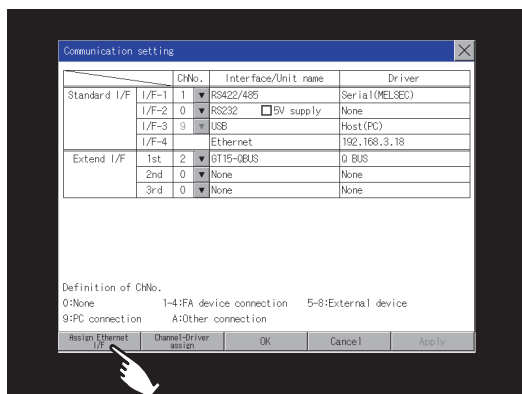 Communication setting
ChNo. Interface/Unit name Driver
Standard I/F I/F-1 1 RS422/485 Serial(MELSEC)
I/F-2 0 RS232 5V supply None
I/F-3 9 USB Host(PC)
I/F-4 Ethernet 192.168.3.18
Extend I/F 1st 2 GT15-QBUS Q BUS
2nd 0 None None
3rd 0 None None
Definition of ChNo.
0:None 1-4:FA device connection 5-8:External device
9:PC connection A:Other connection
Assign Ethernet I/F Channel-Driver assign OK Cancel Apply